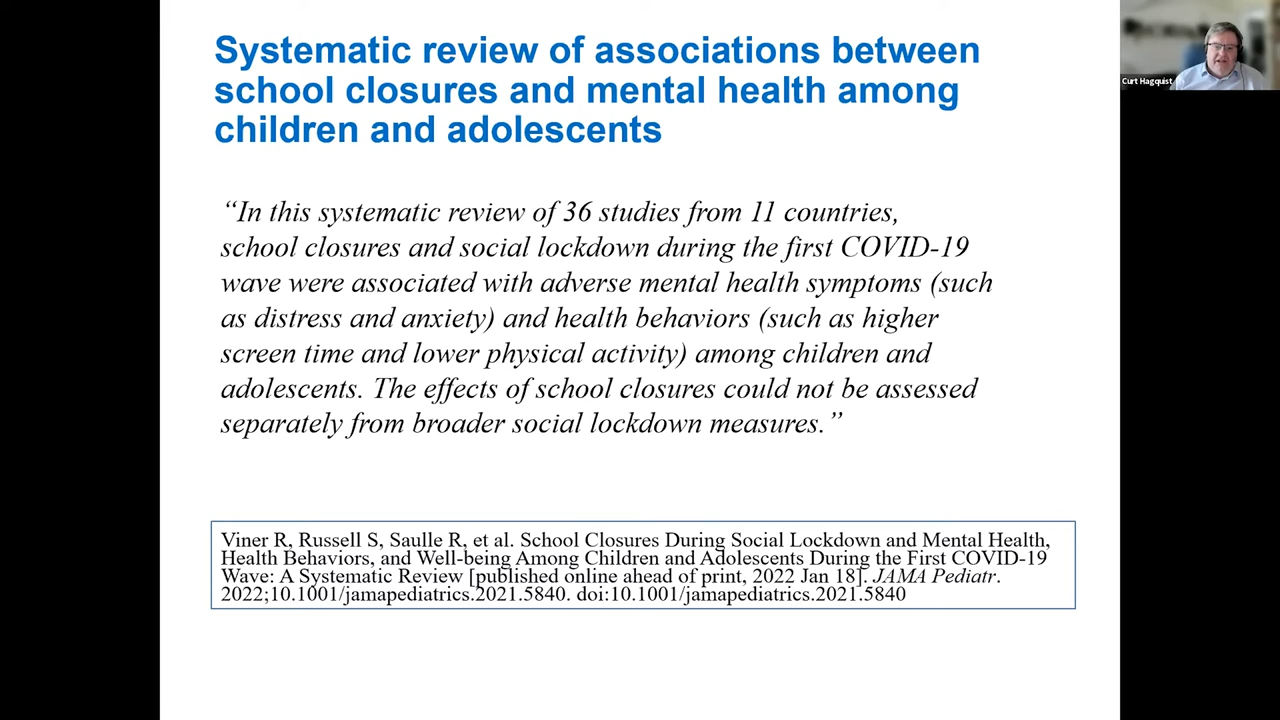 Systematic review of associations between
school closures and mental health among
children and adolescents
“In this systematic review of 36 studies from 11 countries,
school closures and social lockdown during the first COVID-19
wave were associated with adverse mental health symptoms (such
as distress and anxiety) and health behaviors (such as higher
screen time and lower physical activity) among children and
adolescents. The effects of school closures could not be assessed
separately from broader social lockdown measures.”
Viner R, Russell S, Saulle R, et al. School Closures During Social Lockdown and Mental Health,
Health Behaviors, and Well-being Among Children and Adolescents During the First COVID-19
Wave: A Systematic Review [published online ahead of print, 2022 Jan 18]. JAMA Pediatr.
2022;10.1001/jamapediatrics.2021.5840. doi:10.1001/jamapediatrics.2021.5840
Curt Hagquist